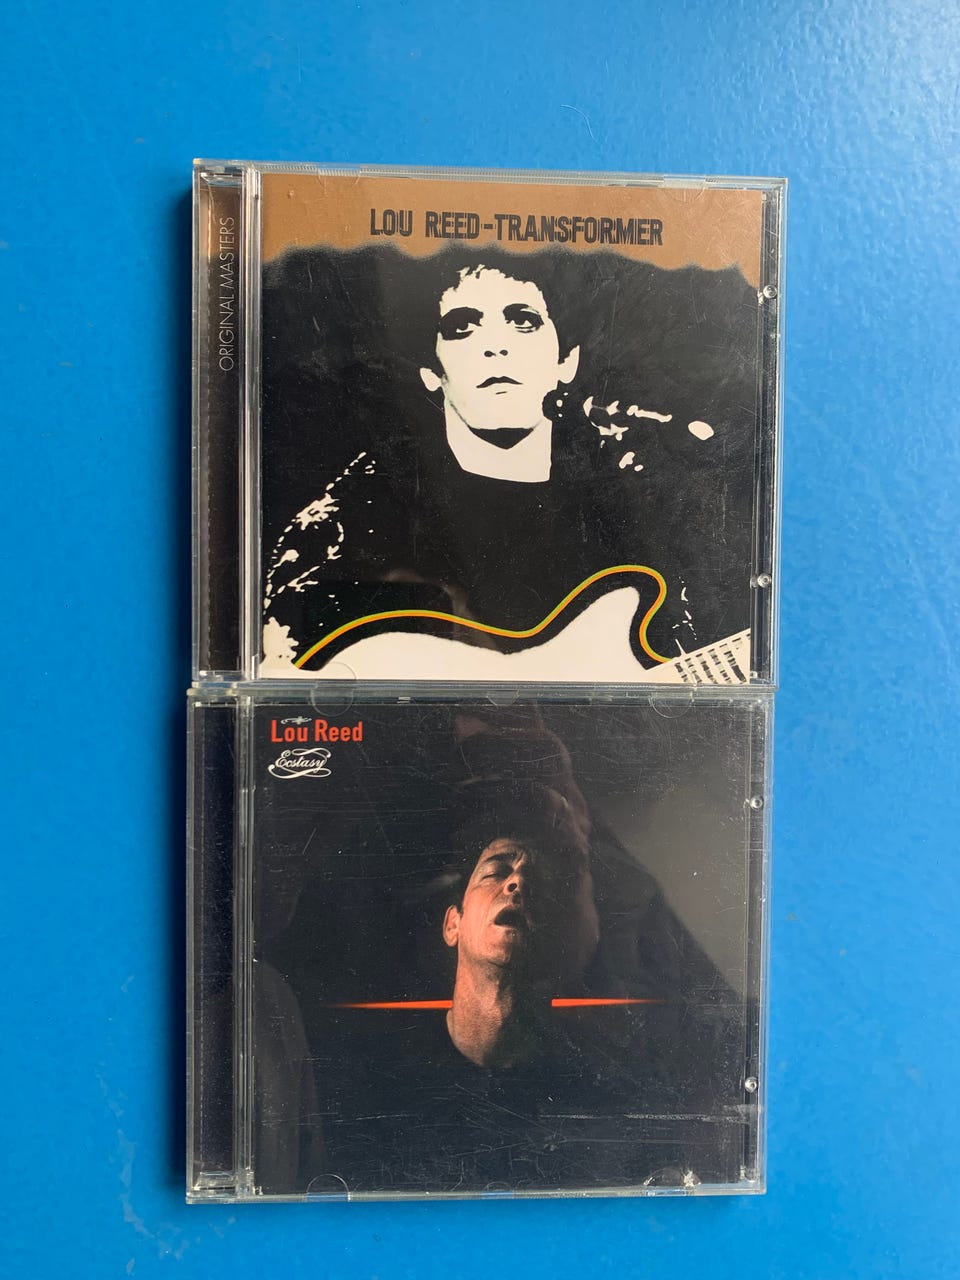 ORIGINAL MASTERS
LOU REED-TRANSFORMER
Lou Reed
Ecstasy